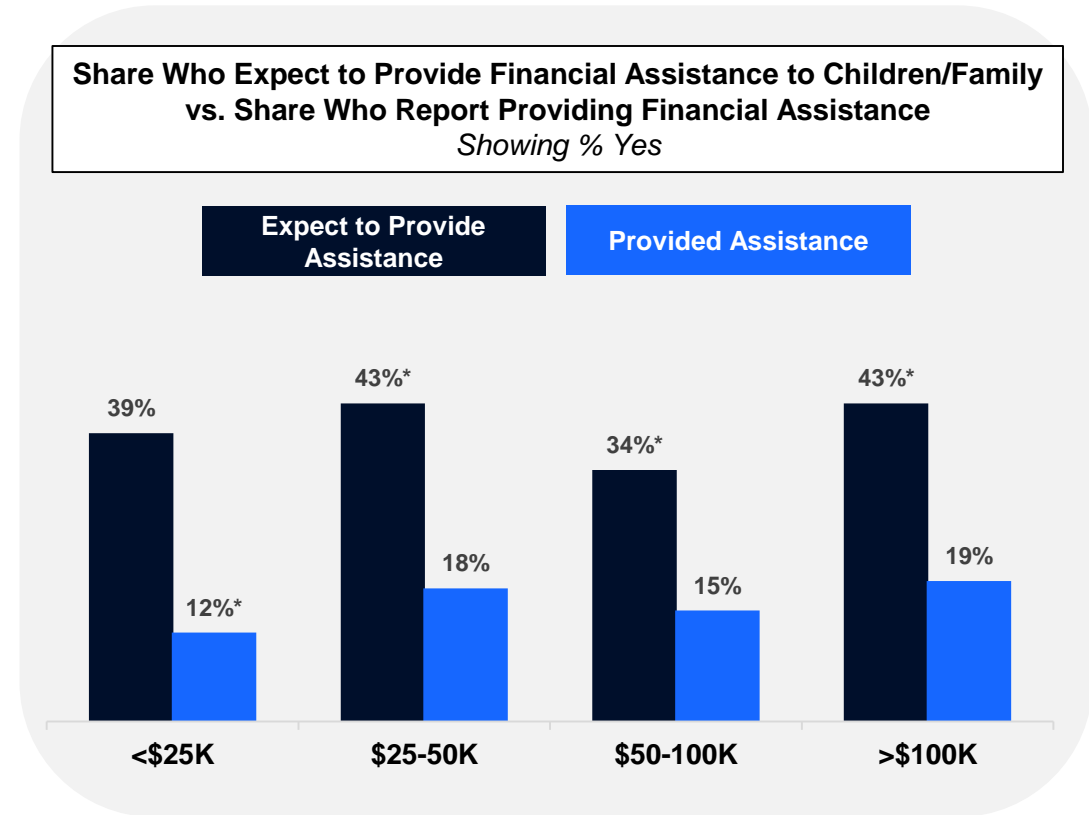 Share Who Expect to Provide Financial Assistance to Children/Family
vs. Share Who Report Providing Financial Assistance
Showing % Yes
Expect to Provide
Assistance
Provided Assistance
39%
12%*
43%*
18%
34%*
15%
43%*
19%
<$25K
$25-50K
$50-100K
>$100K